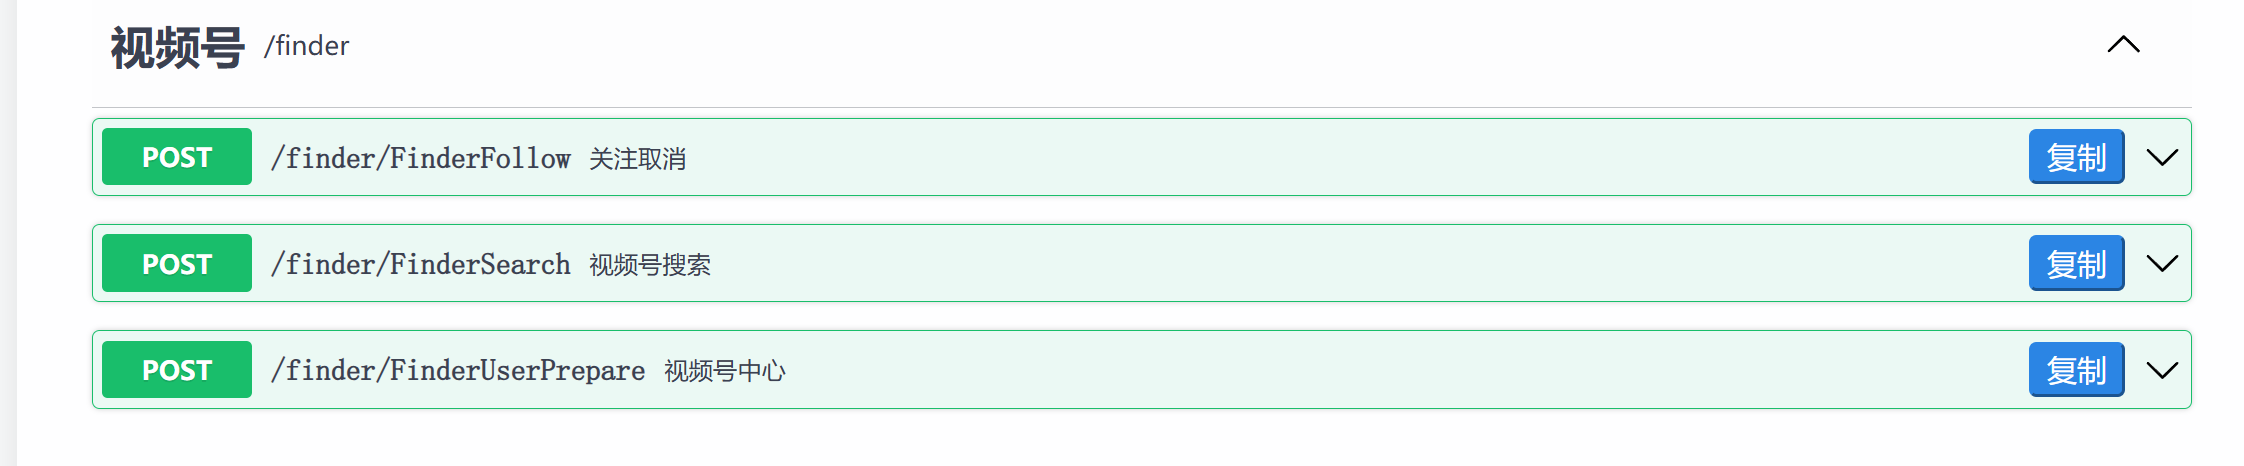 视频号 /finder
POST /finder/FinderFollow 关注取消 复制
POST /finder/FinderSearch 视频号搜索 复制
POST /finder/FinderUserPrepare 视频号中心 复制